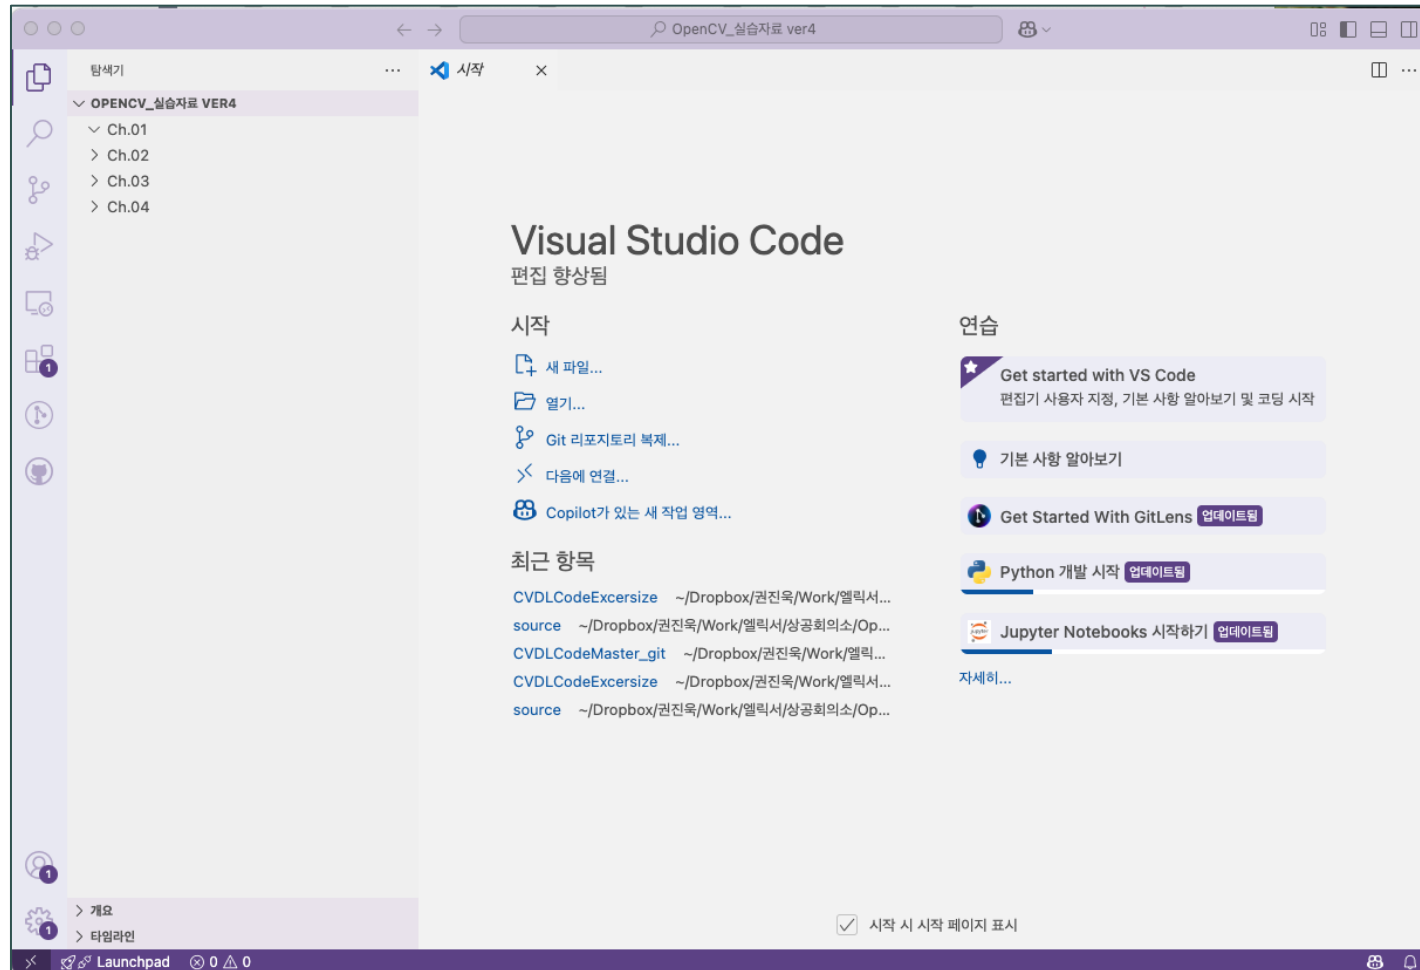 OpenCV_실습자료 ver4
탐색기
시작
OPENCV_실습자료 VER4
Ch.01
Ch.02
Ch.03
Ch.04
개요
타임라인
Visual Studio Code
편집 향상됨
시작
새 파일...
열기...
Git 리포지토리 복제...
다음에 연결...
Copilot가 있는 새 작업 영역...
최근 항목
CVDLCodeExcersize ~/Dropbox/권진욱/Work/엘릭서...
source ~/Dropbox/권진욱/Work/엘릭서/상공회의소/Op...
CVDLCodeMaster_git ~/Dropbox/권진욱/Work/엘릭...
CVDLCodeExcersize ~/Dropbox/권진욱/Work/엘릭서...
source ~/Dropbox/권진욱/Work/엘릭서/상공회의소/Op...
연습
Get started with VS Code
편집기 사용자 지정, 기본 사항 알아보기 및 코딩 시작
기본 사항 알아보기
Get Started With GitLens 업데이트됨
Python 개발 시작 업데이트됨
Jupyter Notebooks 시작하기 업데이트됨
자세히...
시작 시 시작 페이지 표시
1
1
1
Launchpad 0 0